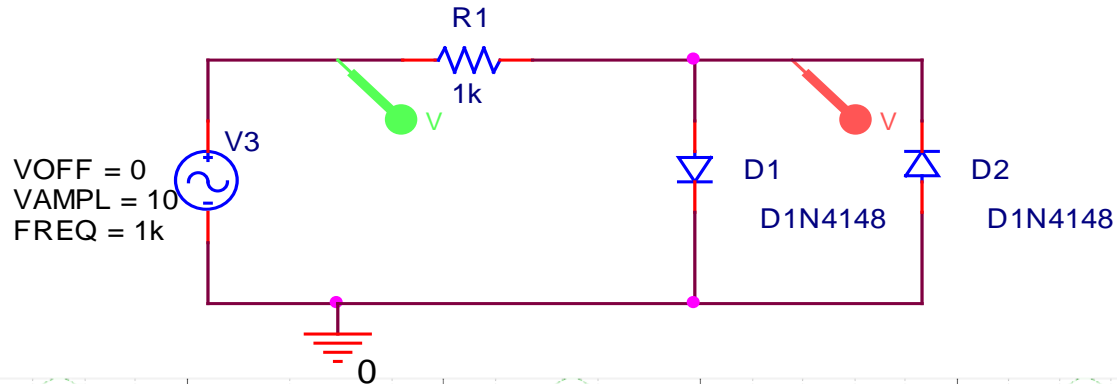 R1
1k
V
V
V3
VOFF = 0
VAMPL = 10
FREQ = 1k
D1
D1N4148
D2
D1N4148
0